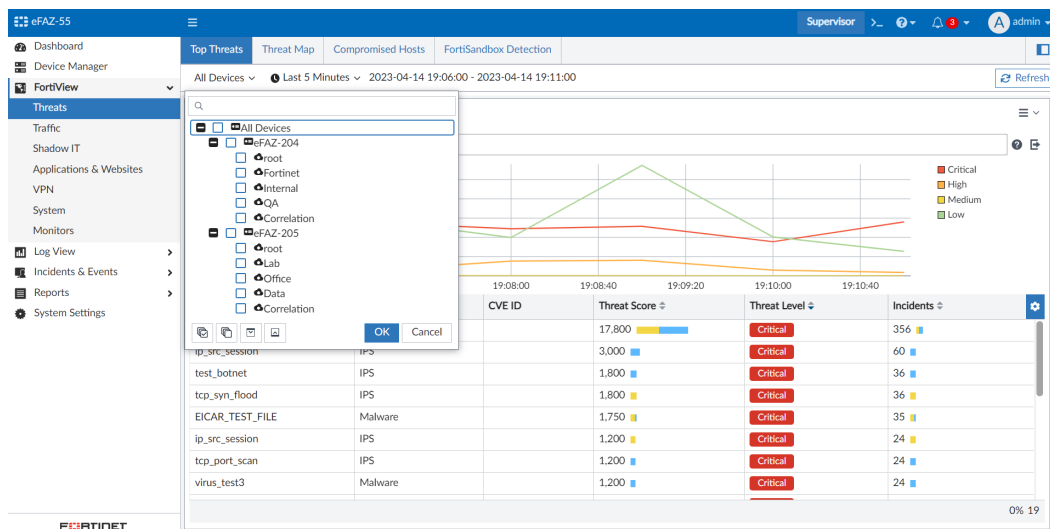 eFAZ-55
Supervisor >_ 3 A admin
Dashboard
Device Manager
FortiView
Threats
Traffic
Shadow IT
Applications & Websites
VPN
System
Monitors
Log View
Incidents & Events
Reports
System Settings
FORTINET
Top Threats Threat Map Compromised Hosts FortiSandbox Detection
All Devices Last 5 Minutes 2023-04-14 19:06:00 - 2023-04-14 19:11:00 Refresh
All Devices
eFAZ-204
root
Fortinet
Internal
QA
Correlation
eFAZ-205
root
Lab
Office
Data
Correlation
OK Cancel
Critical
High
Medium
Low
19:08:00 19:08:40 19:09:20 19:10:00 19:10:40
CVE ID Threat Score Threat Level Incidents
17,800 Critical 356
ip_src_session IPS 3,000 Critical 60
test_botnet IPS 1,800 Critical 36
tcp_syn_flood IPS 1,800 Critical 36
EICAR_TEST_FILE Malware 1,750 Critical 35
ip_src_session IPS 1,200 Critical 24
tcp_port_scan IPS 1,200 Critical 24
virus_test3 Malware 1,200 Critical 24
0% 19